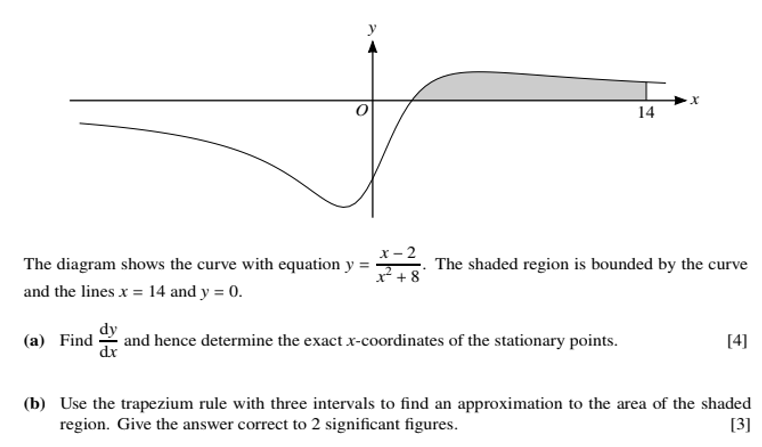 y
x
O
14
The diagram shows the curve with equation y = (x − 2)/(x² + 8). The shaded region is bounded by the curve
and the lines x = 14 and y = 0.
(a) Find dy/dx and hence determine the exact x-coordinates of the stationary points. [4]
(b) Use the trapezium rule with three intervals to find an approximation to the area of the shaded
region. Give the answer correct to 2 significant figures. [3]